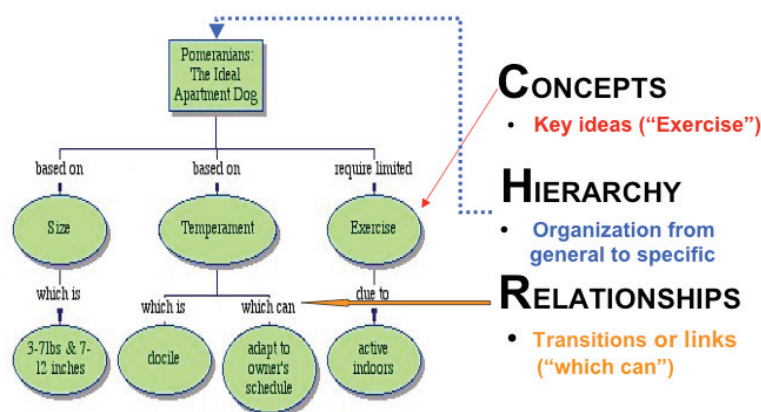 Pomeranians:
The Ideal
Apartment Dog
based on
based on
require limited
Size
Temperament
Exercise
which is
which is
which can
due to
3-7lbs & 7-
12 inches
docile
adapt to
owner's
schedule
active
indoors
CONCEPTS
• Key ideas (“Exercise”)
HIERARCHY
• Organization from
general to specific
RELATIONSHIPS
• Transitions or links
(“which can”)